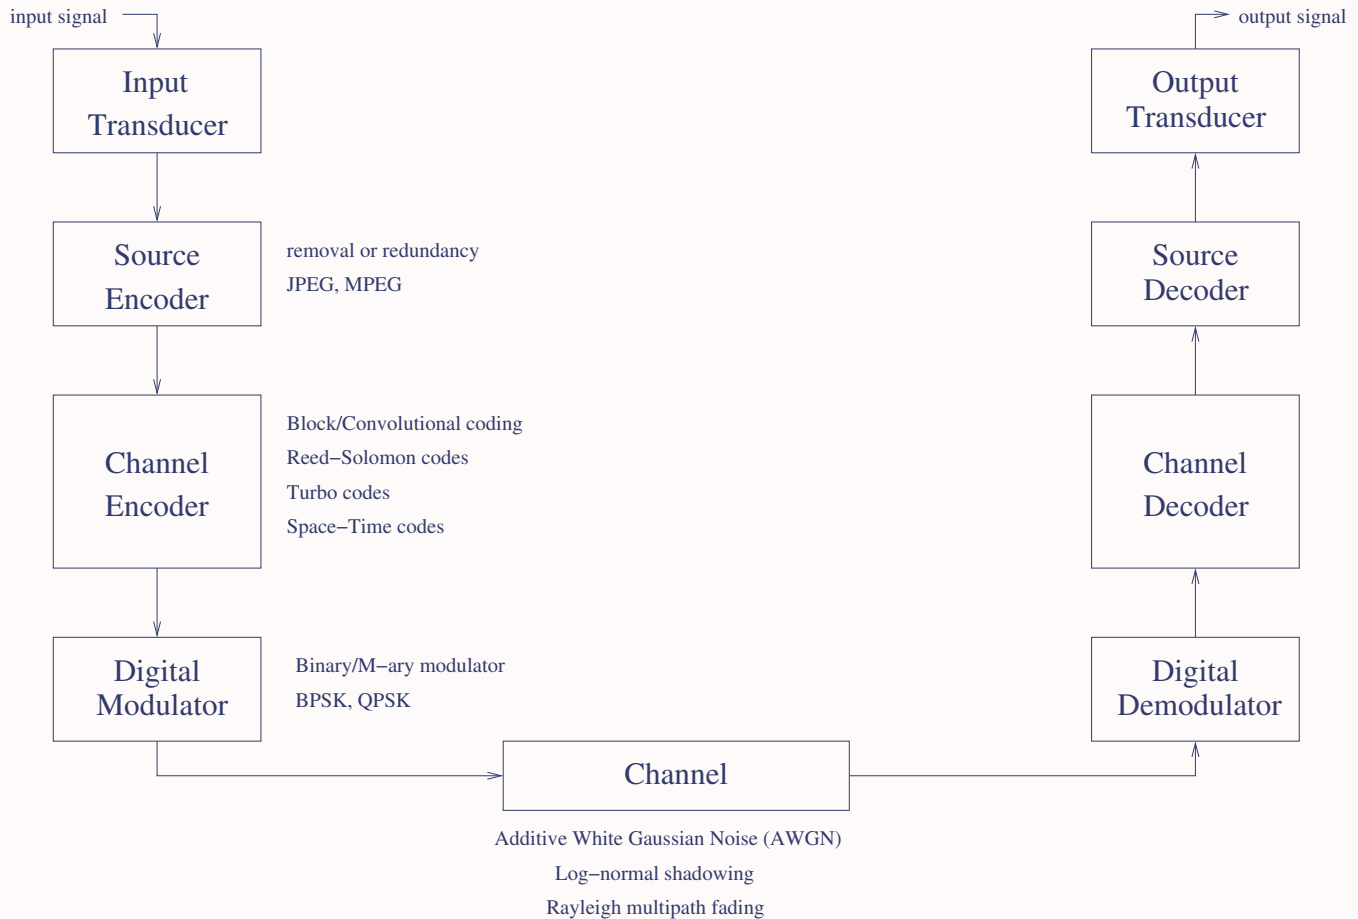 input signal
output signal
Input
Transducer
Output
Transducer
Source
Encoder
removal or redundancy
JPEG, MPEG
Source
Decoder
Channel
Encoder
Block/Convolutional coding
Reed−Solomon codes
Turbo codes
Space−Time codes
Channel
Decoder
Digital
Modulator
Binary/M−ary modulator
BPSK, QPSK
Digital
Demodulator
Channel
Additive White Gaussian Noise (AWGN)
Log−normal shadowing
Rayleigh multipath fading